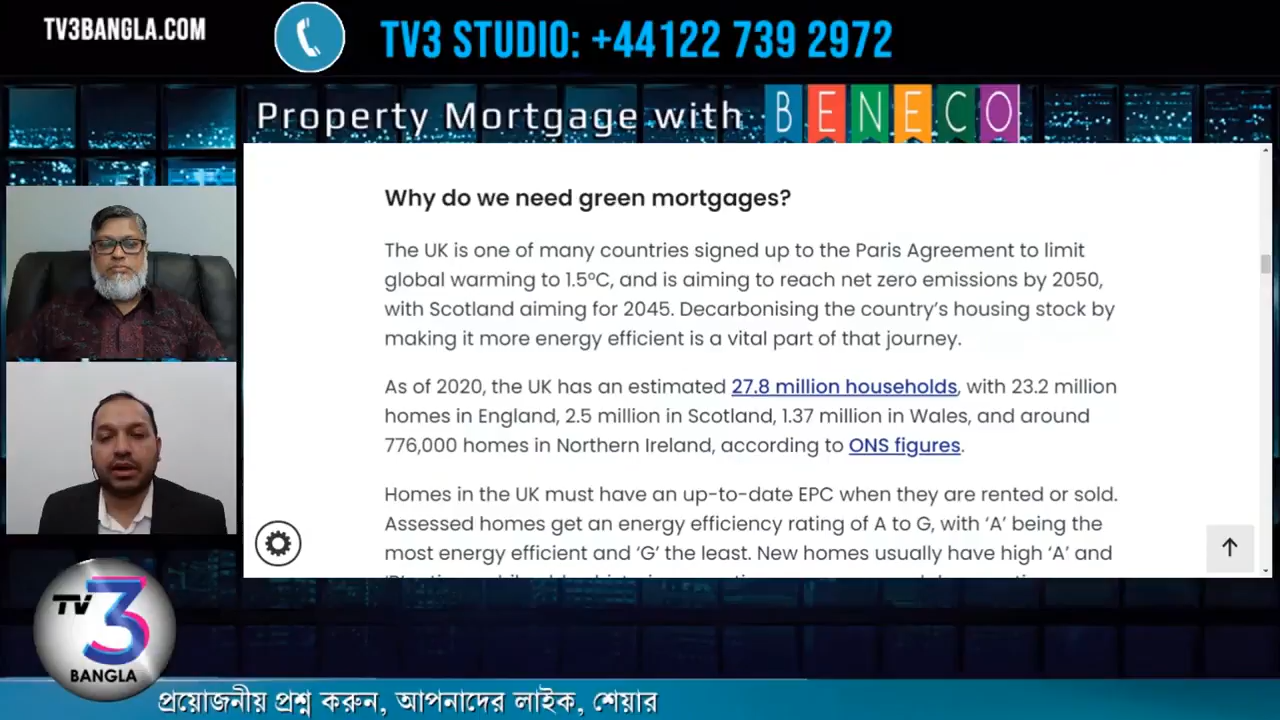 TV3BANGLA.COM
TV3 STUDIO: +44122 739 2972
Property Mortgage with BENECO
Why do we need green mortgages?
The UK is one of many countries signed up to the Paris Agreement to limit
global warming to 1.5°C, and is aiming to reach net zero emissions by 2050,
with Scotland aiming for 2045. Decarbonising the country's housing stock by
making it more energy efficient is a vital part of that journey.
As of 2020, the UK has an estimated 27.8 million households, with 23.2 million
homes in England, 2.5 million in Scotland, 1.37 million in Wales, and around
776,000 homes in Northern Ireland, according to ONS figures.
Homes in the UK must have an up-to-date EPC when they are rented or sold.
Assessed homes get an energy efficiency rating of A to G, with 'A' being the
most energy efficient and 'G' the least. New homes usually have high 'A' and
TV3
BANGLA
প্রয়োজনীয় প্রশ্ন করুন, আপনাদের লাইক, শেয়ার